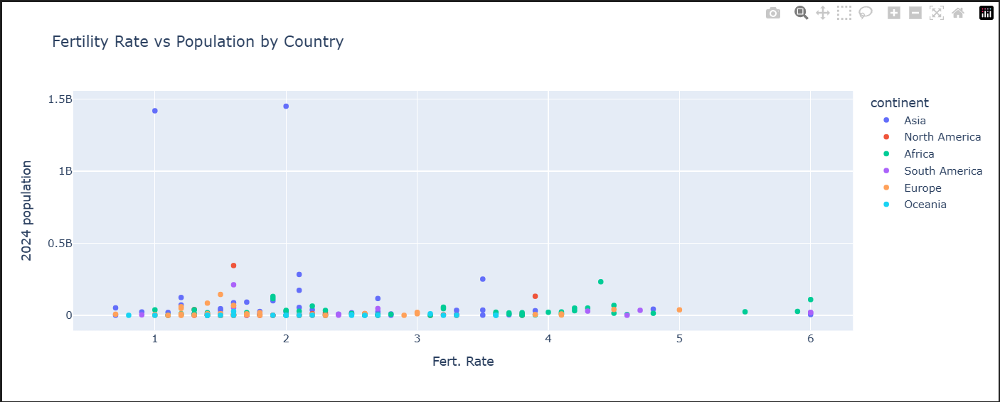 Fertility Rate vs Population by Country
1.5B
1B
0.5B
0
2024 population
1 2 3 4 5 6
Fert. Rate
continent
Asia
North America
Africa
South America
Europe
Oceania